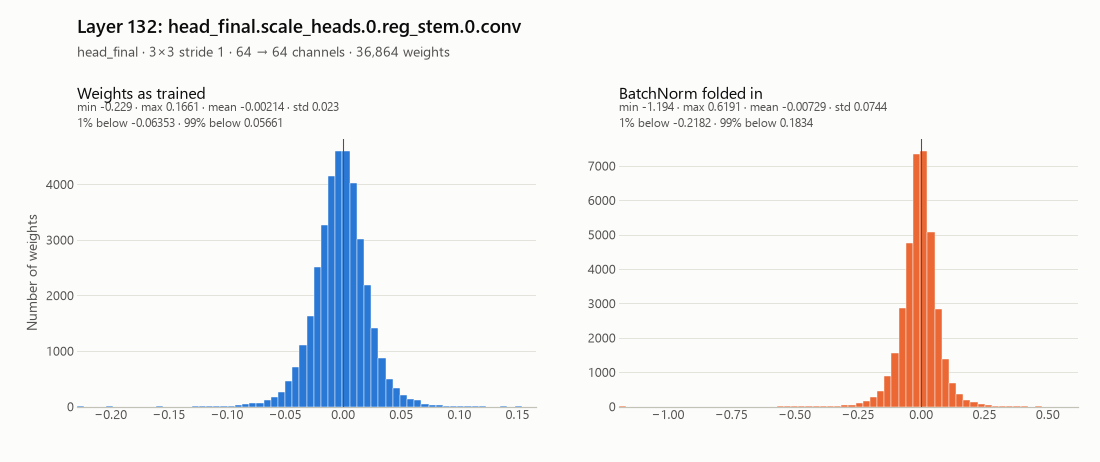 Layer 132: head_final.scale_heads.0.reg_stem.0.conv
head_final · 3×3 stride 1 · 64 → 64 channels · 36,864 weights
Weights as trained
min -0.229 · max 0.1661 · mean -0.00214 · std 0.023
1% below -0.06353 · 99% below 0.05661
Number of weights
4000
3000
2000
1000
0
−0.20 −0.15 −0.10 −0.05 0.00 0.05 0.10 0.15
BatchNorm folded in
min -1.194 · max 0.6191 · mean -0.00729 · std 0.0744
1% below -0.2182 · 99% below 0.1834
7000
6000
5000
4000
3000
2000
1000
0
−1.00 −0.75 −0.50 −0.25 0.00 0.25 0.50